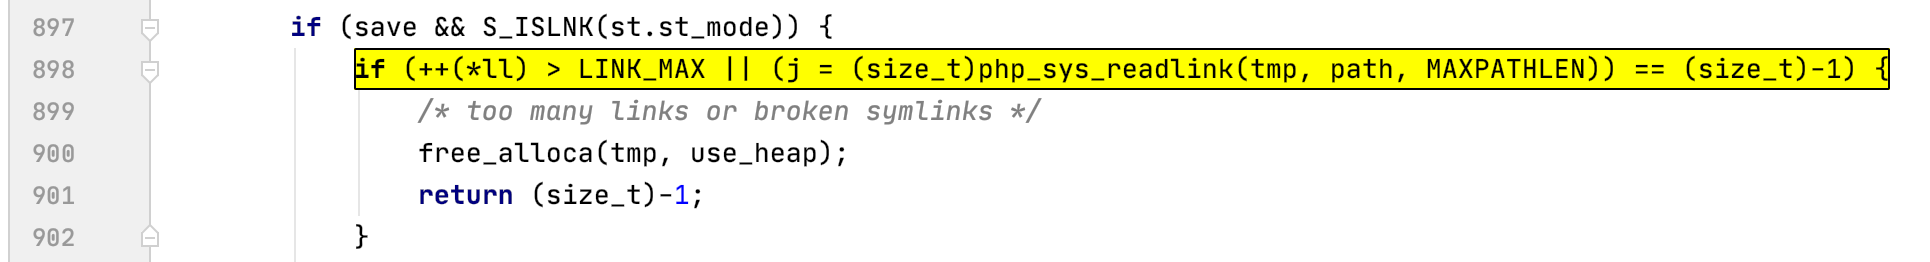 897 if (save && S_ISLNK(st.st_mode)) {
898 if (++(*ll) > LINK_MAX || (j = (size_t)php_sys_readlink(tmp, path, MAXPATHLEN)) == (size_t)-1) {
899 /* too many links or broken symlinks */
900 free_alloca(tmp, use_heap);
901 return (size_t)-1;
902 }